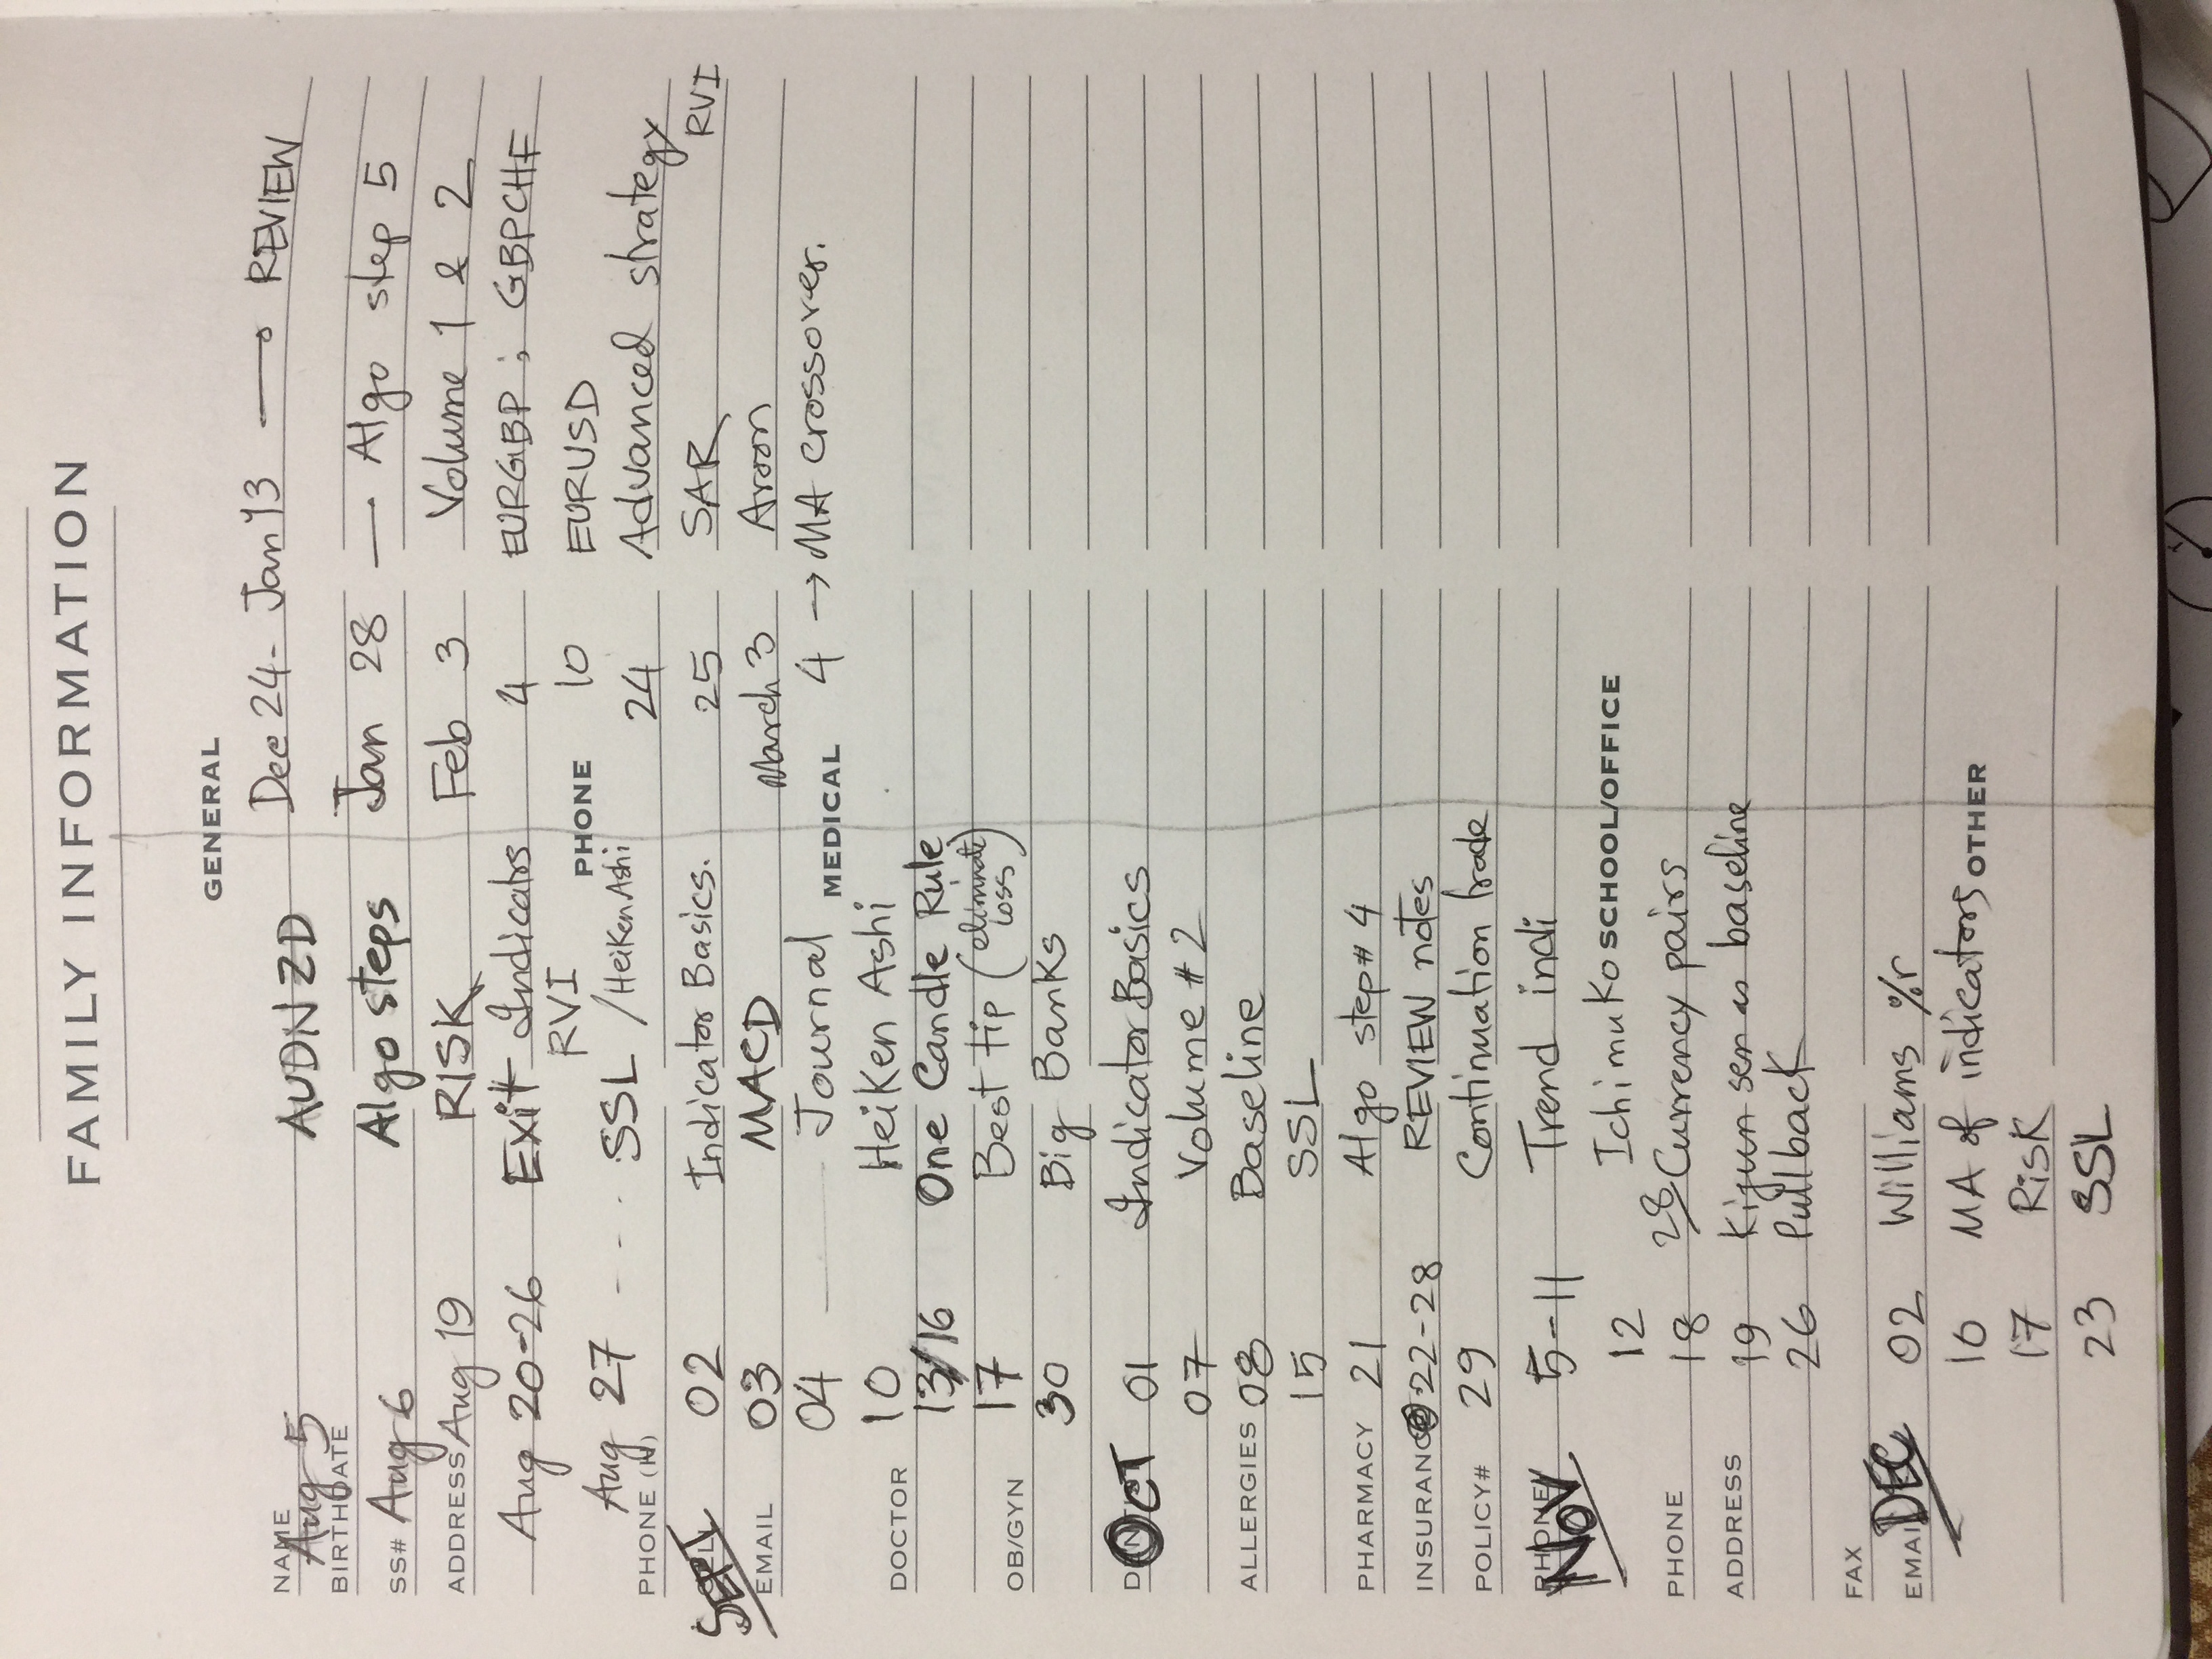 FAMILY INFORMATION
GENERAL
NAME
Aug 5 AUDNZD
BIRTHDATE
SS# Aug 6 Algo steps
ADDRESS Aug 19 RISK
Aug 20-26 Exit Indicatrs
RVI
Aug 27 ---- SSL /Heiken Ashi
PHONE (H)
SEPT 02 Indicator Basics.
EMAIL 03 MACD
04 Journal
DOCTOR 10 Heiken Ashi
13/16 One Candle Rule
OB/GYN 17 Best tip (eliminate loss)
30 Big Banks
OCT 01 Indicator Basics
07 Volume #2
ALLERGIES 08 Baseline
15 SSL
PHARMACY 21 Algo step# 4
INSURANCE 22-28 REVIEW notes
POLICY# 29 Continuation trade
PHONE
NOV 5-11 Trend indi
12 Ichimuko
SCHOOL/OFFICE
PHONE 18 28 Currency pairs
ADDRESS 19 Kijun sen as baseline
26 Pullback
FAX
EMAIL DEC 02 Williams %r
10 MA of indicators
OTHER
17 Risk
23 SSL
Dec 24 - Jan 13 → REVIEW
Jan 28 — Algo step 5
Feb 3 Volume 1 & 2
4 EURGBP ; GBPCHF
PHONE
10 EURUSD
24 Advanced strategy
RVI
25 SAR
March 3 Aroon
MEDICAL
4 → MA crossover.